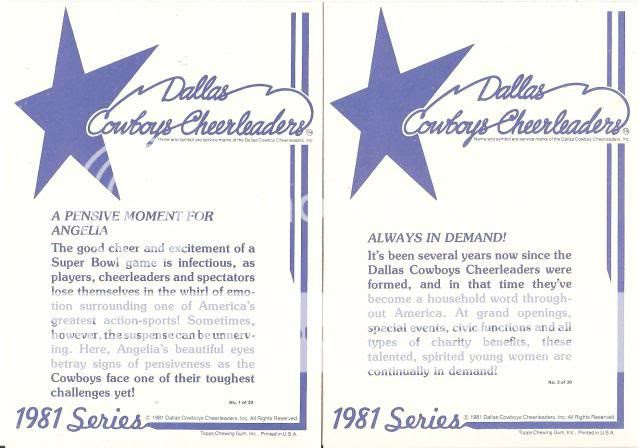 Dallas
Cowboys Cheerleaders TM
Name and symbol are service marks of the Dallas Cowboys Cheerleaders, Inc.
A PENSIVE MOMENT FOR
ANGELIA
The good cheer and excitement of a
Super Bowl game is infectious, as
players, cheerleaders and spectators
lose themselves in the whirl of emo-
tion surrounding one of America's
greatest action-sports! Sometimes,
however, the suspense can be unnerv-
ing. Here, Angelia's beautiful eyes
betray signs of pensiveness as the
Cowboys face one of their toughest
challenges yet!
No. 1 of 30
1981 Series
© 1981 Dallas Cowboys Cheerleaders, Inc. All Rights Reserved.
Topps Chewing Gum, Inc., Printed in U.S.A.
Dallas
Cowboys Cheerleaders TM
Name and symbol are service marks of the Dallas Cowboys Cheerleaders, Inc.
ALWAYS IN DEMAND!
It's been several years now since the
Dallas Cowboys Cheerleaders were
formed, and in that time they've
become a household word through-
out America. At grand openings,
special events, civic functions and all
types of charity benefits, these
talented, spirited young women are
continually in demand!
No. 2 of 30
1981 Series
© 1981 Dallas Cowboys Cheerleaders, Inc. All Rights Reserved.
Topps Chewing Gum, Inc., Printed in U.S.A.